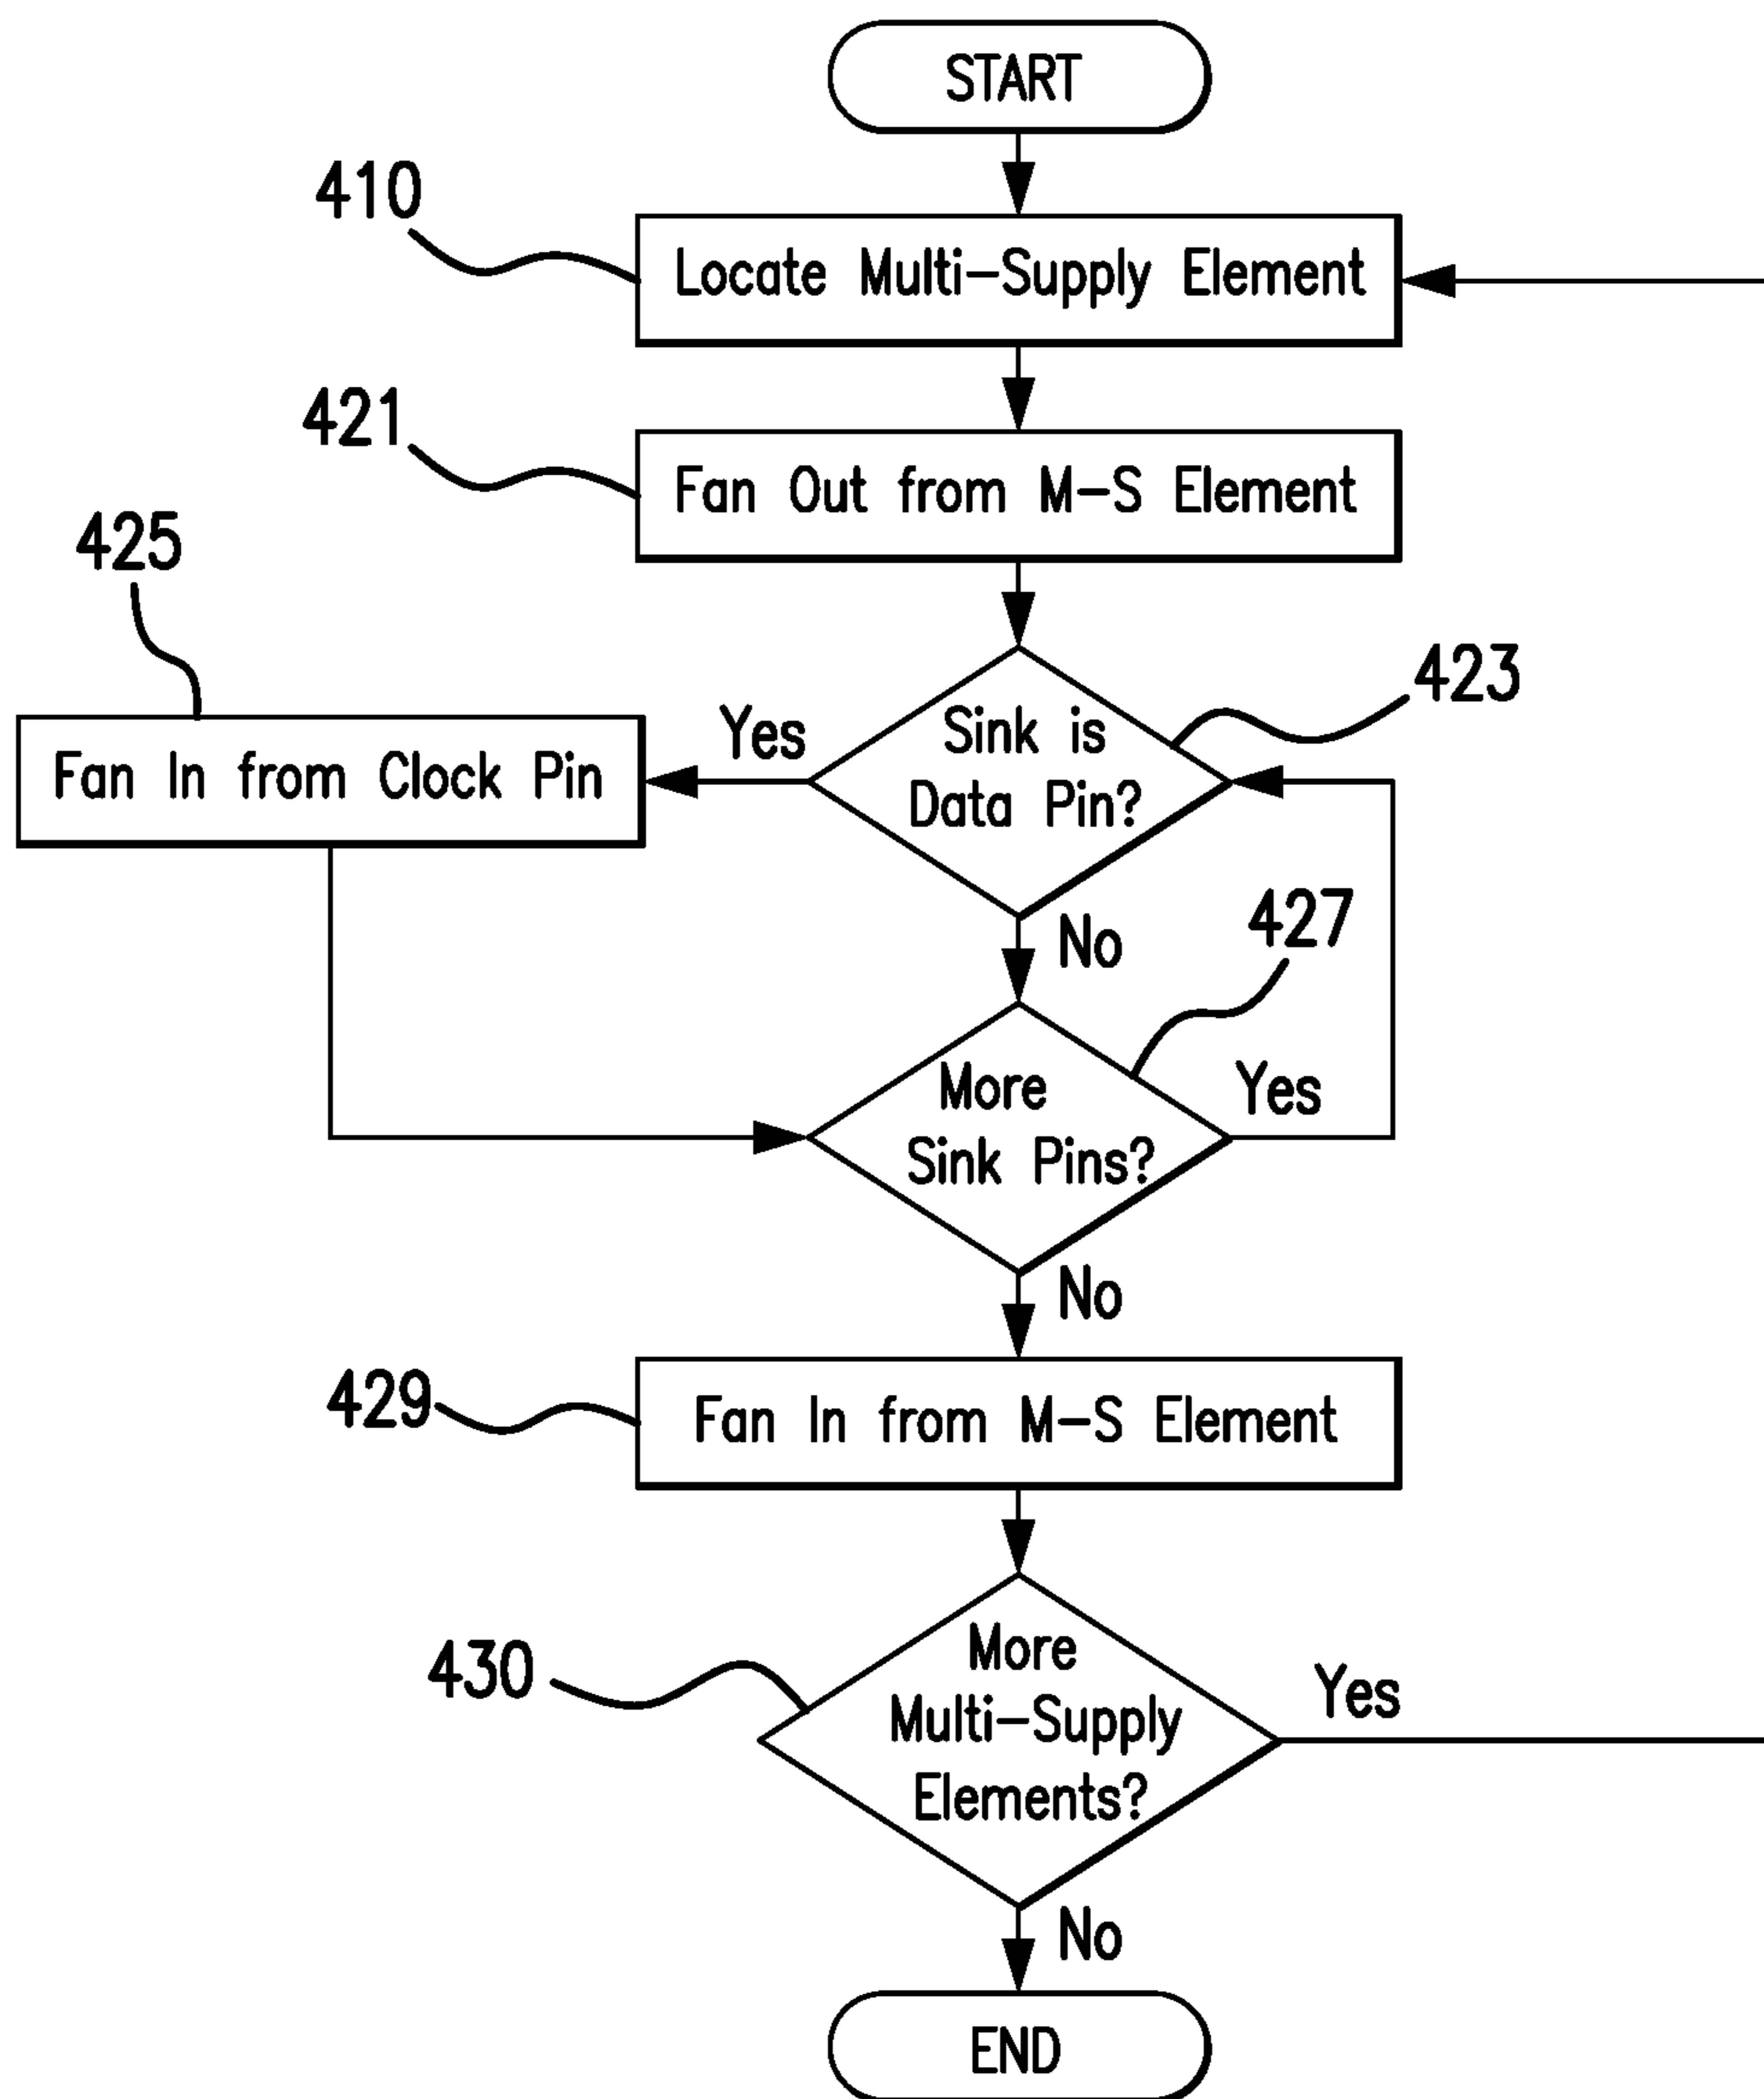 START
410
Locate Multi-Supply Element
421
Fan Out from M-S Element
425
423
Sink is
Data Pin?
Yes
Fan In from Clock Pin
No
427
More
Sink Pins?
Yes
No
429
Fan In from M-S Element
430
More
Multi-Supply
Elements?
Yes
No
END